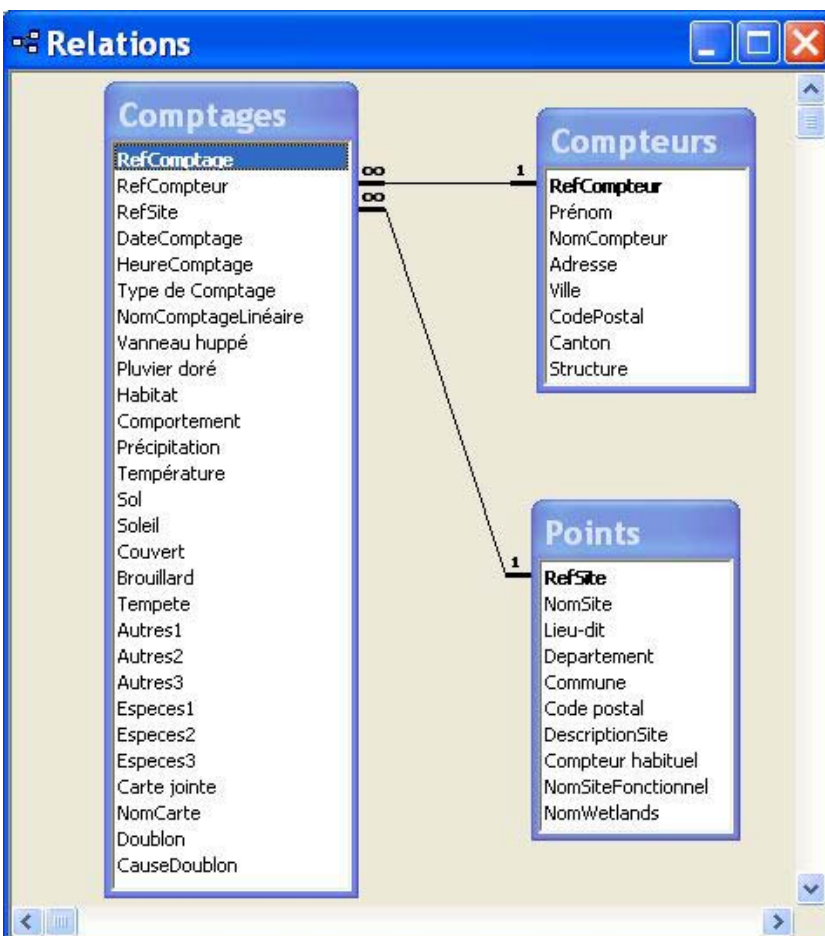 Relations
Comptages
RefComptage
RefCompteur
RefSite
DateComptage
HeureComptage
Type de Comptage
NomComptageLinéaire
Vanneau huppé
Pluvier doré
Habitat
Comportement
Précipitation
Température
Sol
Soleil
Couvert
Brouillard
Tempete
Autres1
Autres2
Autres3
Especes1
Especes2
Especes3
Carte jointe
NomCarte
Doublon
CauseDoublon
∞ 1
∞
1
Compteurs
RefCompteur
Prénom
NomCompteur
Adresse
Ville
CodePostal
Canton
Structure
Points
RefSite
NomSite
Lieu-dit
Departement
Commune
Code postal
DescriptionSite
Compteur habituel
NomSiteFonctionnel
NomWetlands